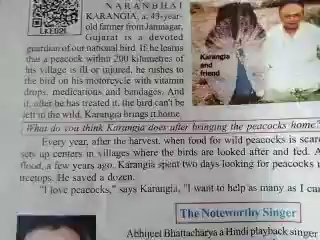 NARANBHAI
KARANGIA, a 43-year-
old farmer from Jamnagar,
Gujarat is a devoted
guardian of our national bird. If he learns
that a peacock within 200 kilometres of
his village is ill or injured, he rushes to
the bird on his motorcycle with vitamin
drops, medications and bandages. And
if, after he has treated it, the bird can't be
left in the wild, Karangia brings it home
LKE021
Karangia
and
friend
What do you think Karangia does after bringing the peacocks home?
Every year, after the harvest, when food for wild peacocks is scarce
sets up centers in villages where the birds are looked after and fed. A
flood, a few years ago, Karangia spent two days looking for peacocks
treetops. He saved a dozen.
"I love peacocks," says Karangia, "I want to help as many as I can
The Noteworthy Singer
Abhijeet Bhattacharya a Hindi playback singer